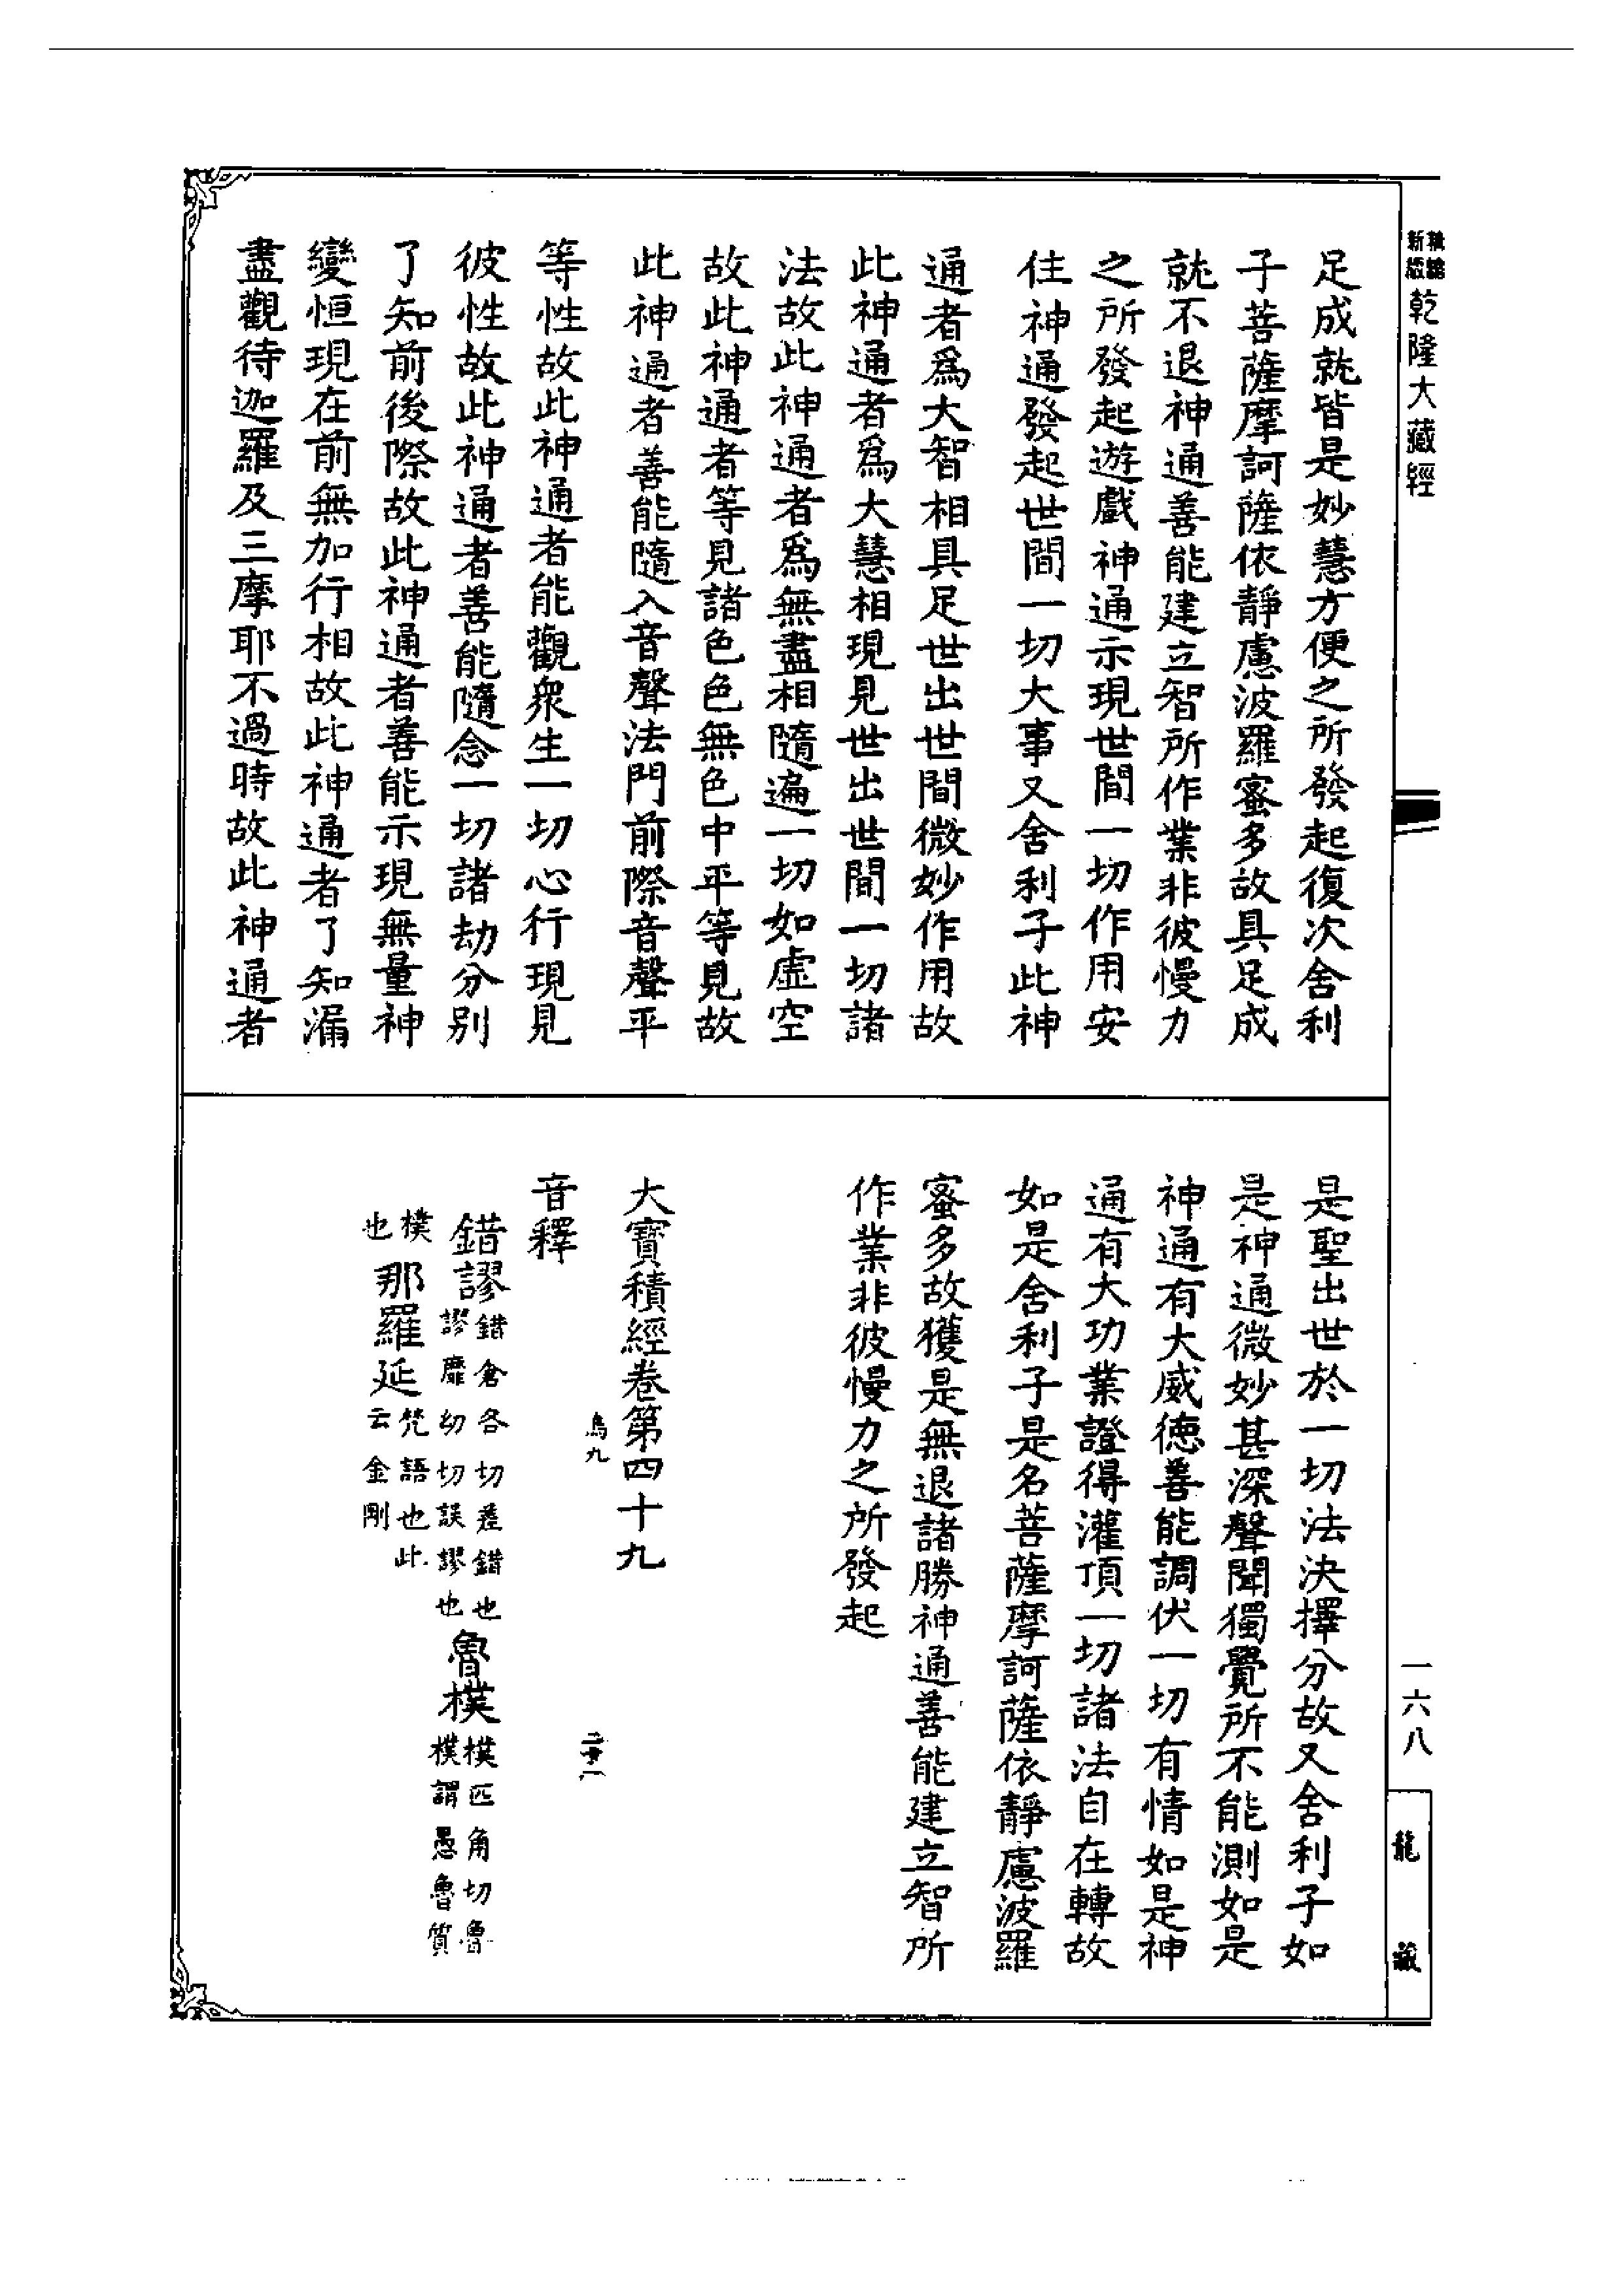 新版
乾隆大藏經
足成就皆是妙慧方便之所發起復次舍利
子菩薩摩訶薩依靜慮波羅蜜多故具足成
就不退神通善能建立智所作業非彼慢力
之所發起遊戲神通示現世間一切作用安
住神通發起世間一切大事又舍利子此神
通者爲大智相具足世出世間微妙作用故
此神通者爲大慧相現見世出世間一切諸
法故此神通者爲無盡相隨遍一切如虛空
故此神通者等見諸色色無色中平等見故
此神通者善能隨入音聲法門前際音聲平
等性故此神通者能觀衆生一切心行現見
彼性故此神通者善能隨念一切諸劫分別
了知前後際故此神通者善能示現無量神
變恒現在前無加行相故此神通者了知漏
盡觀待迦羅及三摩耶不過時故此神通者
是聖出世於一切法決擇分故又舍利子如
是神通微妙甚深聲聞獨覺所不能測如是
神通有大威德善能調伏一切有情如是神
通有大功業證得灌頂一切諸法自在轉故
如是舍利子是名菩薩摩訶薩依靜慮波羅
蜜多故獲是無退諸勝神通善能建立智所
作業非彼慢力之所發起
大寶積經卷第四十九
鳥九
音釋
錯謬錯倉各切差錯也謬靡幼切誤謬也魯樸樸匹角切魯樸謂愚魯質
樸也那羅延梵語也此云金剛
一六八
龍藏